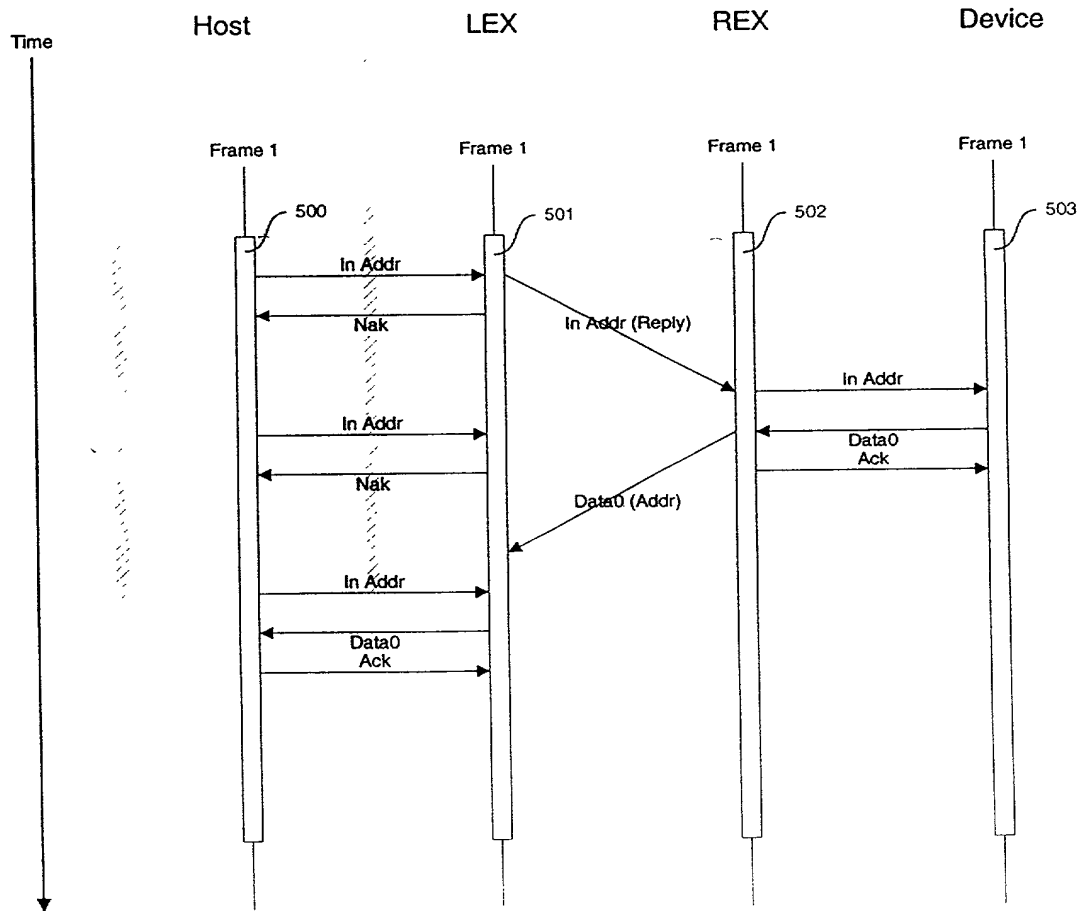 Host LEX REX Device
Time
Frame 1 Frame 1 Frame 1 Frame 1
500 501 502 503
In Addr
Nak
In Addr (Reply)
In Addr
In Addr
Data0
Ack
Nak
Data0 (Addr)
In Addr
Data0
Ack